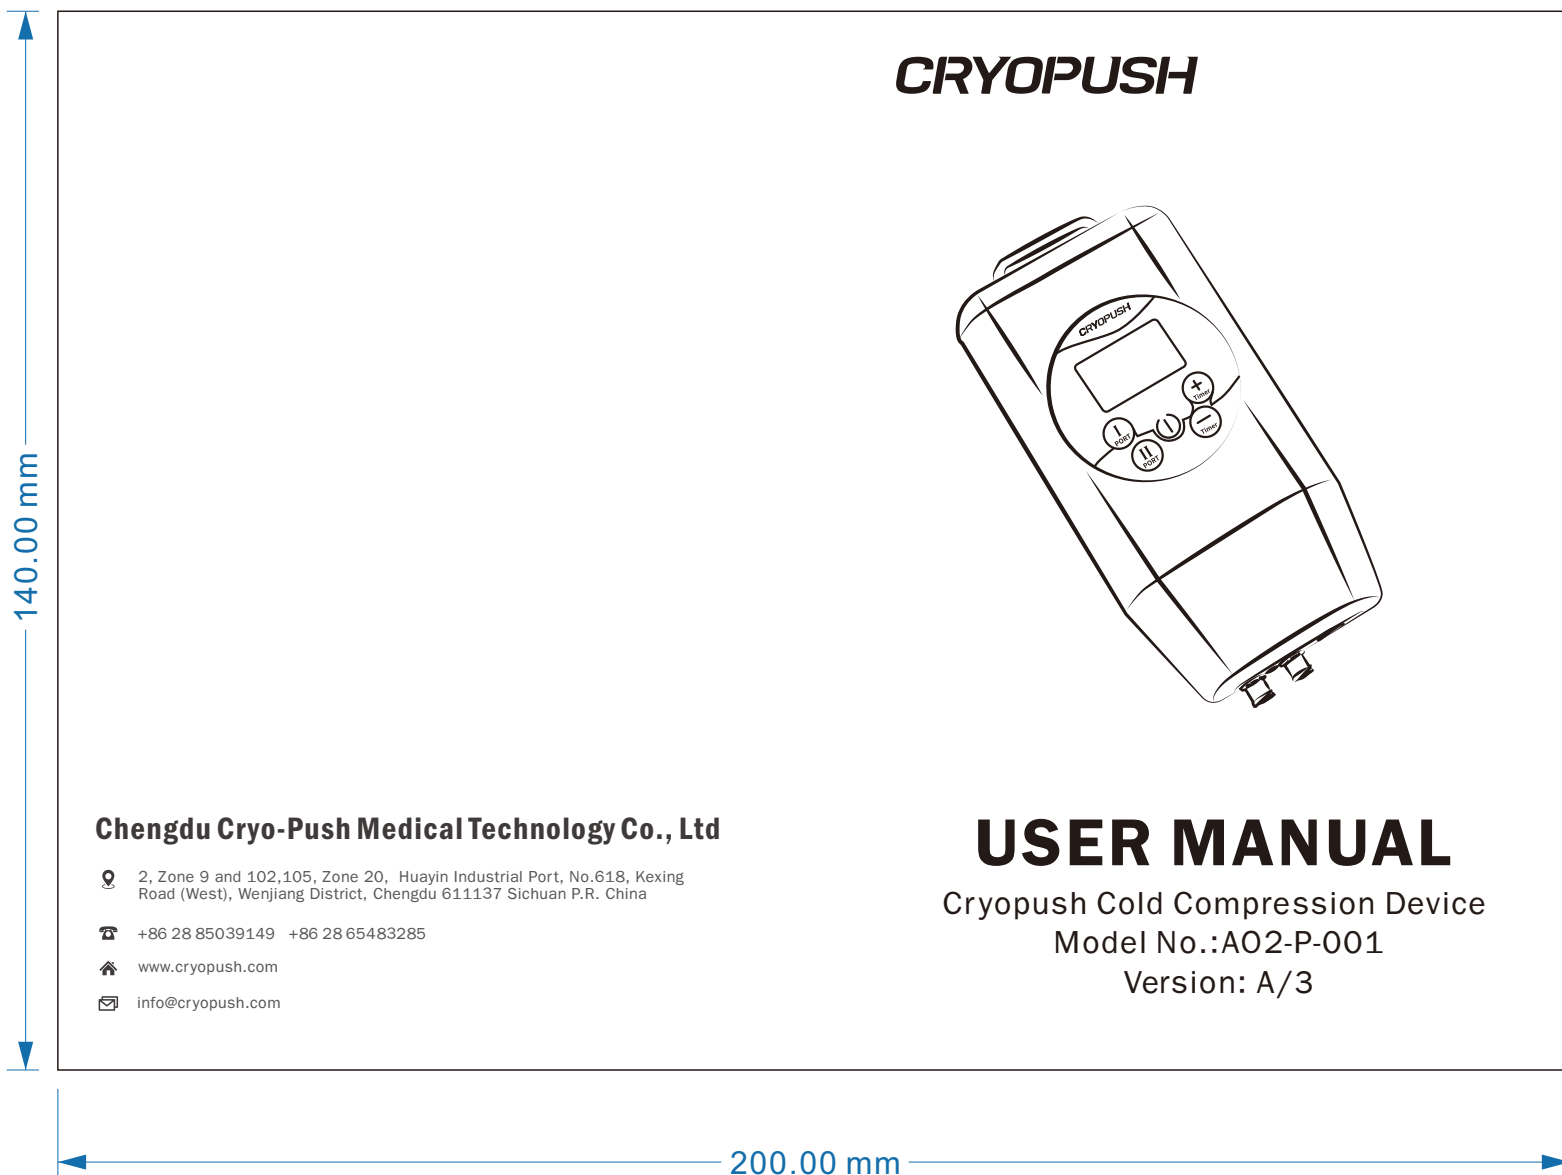 CRYOPUSH
CRYOPUSH
+
Timer
−
Timer
I
PORT
II
PORT
140.00 mm
Chengdu Cryo-Push Medical Technology Co., Ltd
2, Zone 9 and 102,105, Zone 20, Huayin Industrial Port, No.618, Kexing
Road (West), Wenjiang District, Chengdu 611137 Sichuan P.R. China
+86 28 85039149 +86 28 65483285
www.cryopush.com
info@cryopush.com
USER MANUAL
Cryopush Cold Compression Device
Model No.:AO2-P-001
Version: A/3
200.00 mm